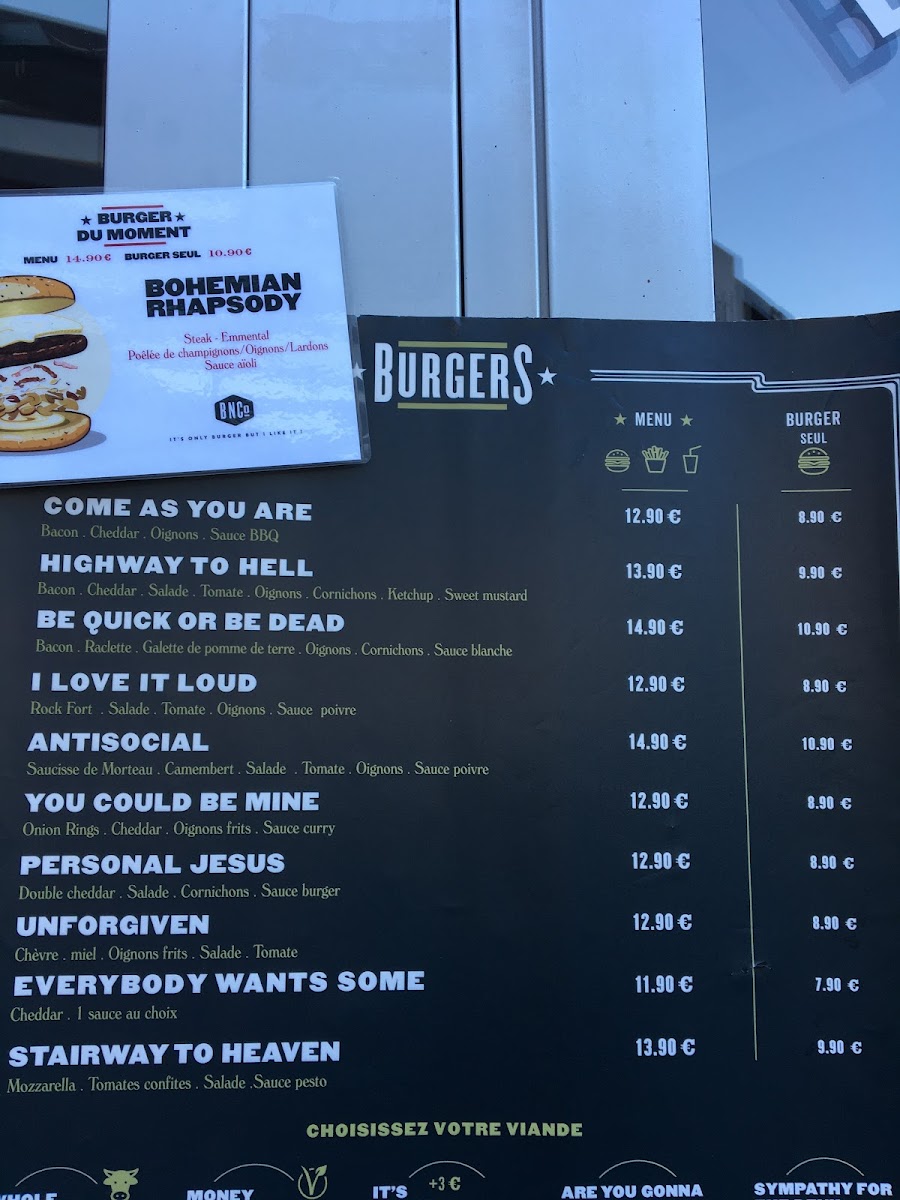 ★ BURGER ★
DU MOMENT
MENU 14.90 € BURGER SEUL 10.90 €
BOHEMIAN
RHAPSODY
Steak - Emmental
Poêlée de champignons/Oignons/Lardons
Sauce aïoli
BNCo
IT'S ONLY BURGER BUT I LIKE IT !
BURGERS ★
★ MENU ★ BURGER
SEUL
COME AS YOU ARE 12.90 € 8.90 €
Bacon . Cheddar . Oignons . Sauce BBQ
HIGHWAY TO HELL 13.90 € 9.90 €
Bacon . Cheddar . Salade . Tomate . Oignons . Cornichons . Ketchup . Sweet mustard
BE QUICK OR BE DEAD 14.90 € 10.90 €
Bacon . Raclette . Galette de pomme de terre . Oignons . Cornichons . Sauce blanche
I LOVE IT LOUD 12.90 € 8.90 €
Rock Fort . Salade . Tomate . Oignons . Sauce poivre
ANTISOCIAL 14.90 € 10.90 €
Saucisse de Morteau . Camembert . Salade . Tomate . Oignons . Sauce poivre
YOU COULD BE MINE 12.90 € 8.90 €
Onion Rings . Cheddar . Oignons frits . Sauce curry
PERSONAL JESUS 12.90 € 8.90 €
Double cheddar . Salade . Cornichons . Sauce burger
UNFORGIVEN 12.90 € 8.90 €
Chèvre . miel . Oignons frits . Salade . Tomate
EVERYBODY WANTS SOME 11.90 € 7.90 €
Cheddar . 1 sauce au choix
STAIRWAY TO HEAVEN 13.90 € 9.90 €
Mozzarella . Tomates confites . Salade .Sauce pesto
CHOISISSEZ VOTRE VIANDE
+3 €
WHOLE MONEY IT'S ARE YOU GONNA SYMPATHY FOR